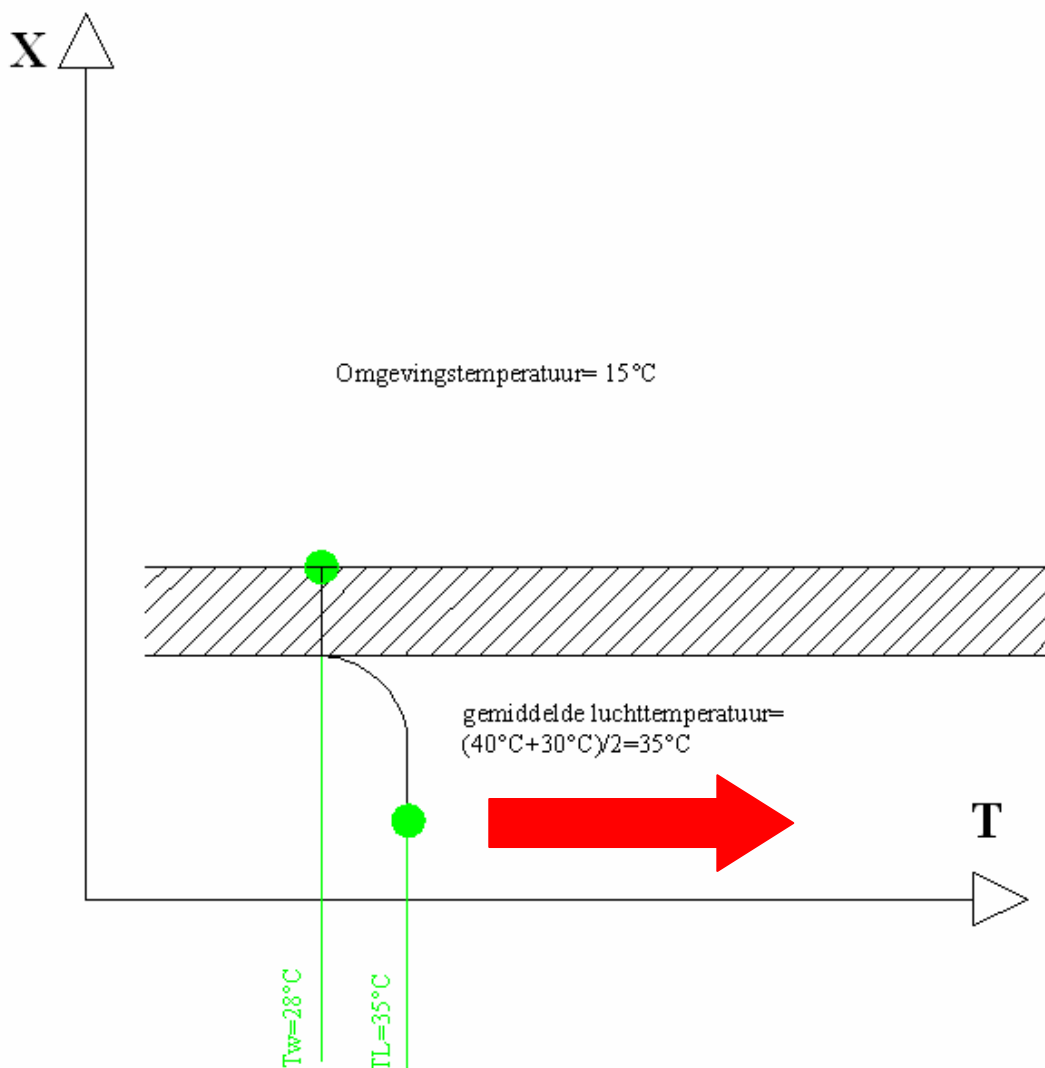 X
Omgevingstemperatuur= 15°C
gemiddelde luchttemperatuur=
(40°C+30°C)/2=35°C
T
Tw=28°C
TL=35°C